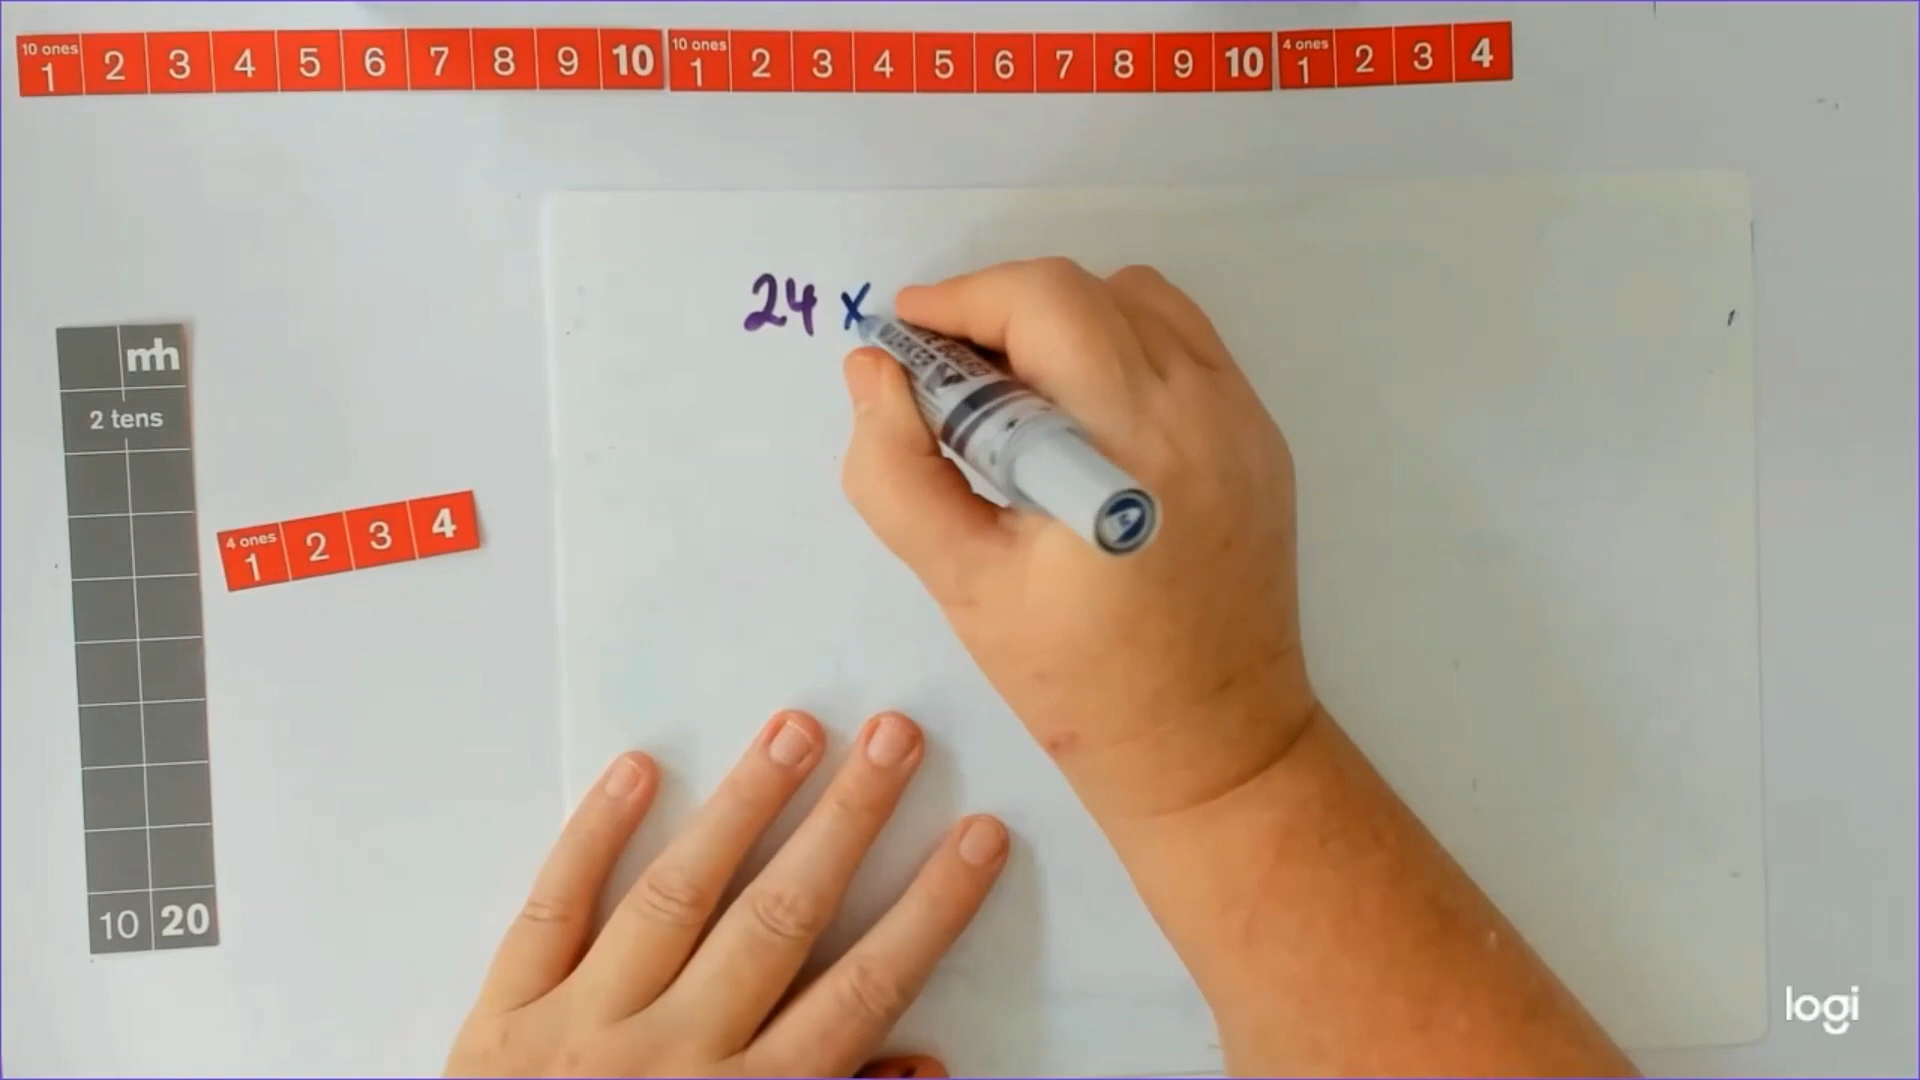 10 ones 1 2 3 4 5 6 7 8 9 10 10 ones 1 2 3 4 5 6 7 8 9 10 4 ones 1 2 3 4
24 x
mh
2 tens
4 ones 1 2 3 4
10 20
logi